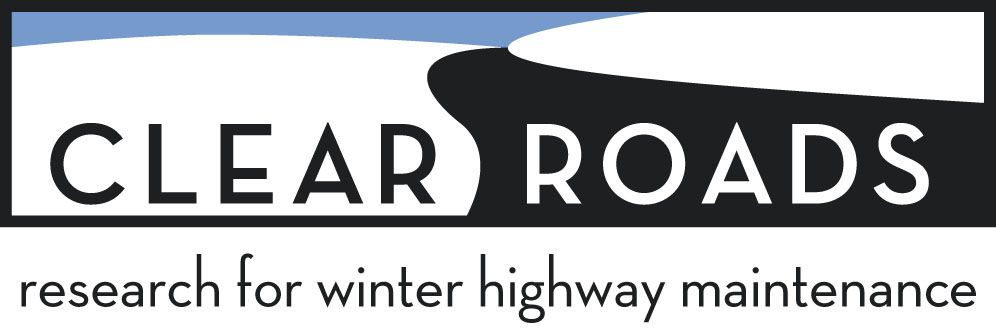 CLEAR ROADS
research for winter highway maintenance